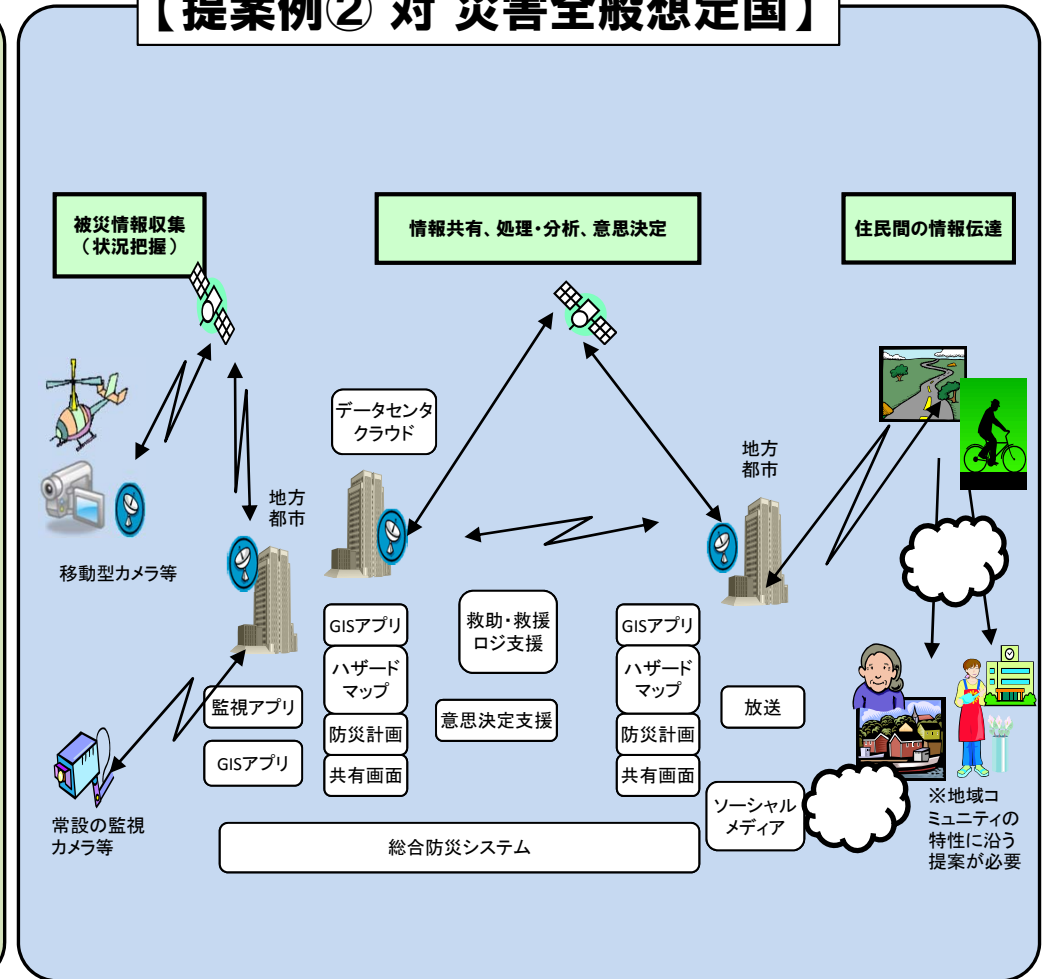 【提案例② 対 災害全般想定国】
被災情報収集
（状況把握）
情報共有、処理・分析、意思決定
住民間の情報伝達
データセンタ
クラウド
地方
都市
地方
都市
移動型カメラ等
GISアプリ
ハザード
マップ
防災計画
共有画面
救助・救援
ロジ支援
意思決定支援
GISアプリ
ハザード
マップ
防災計画
共有画面
監視アプリ
GISアプリ
放送
ソーシャル
メディア
常設の監視
カメラ等
総合防災システム
※地域コ
ミュニティの
特性に沿う
提案が必要